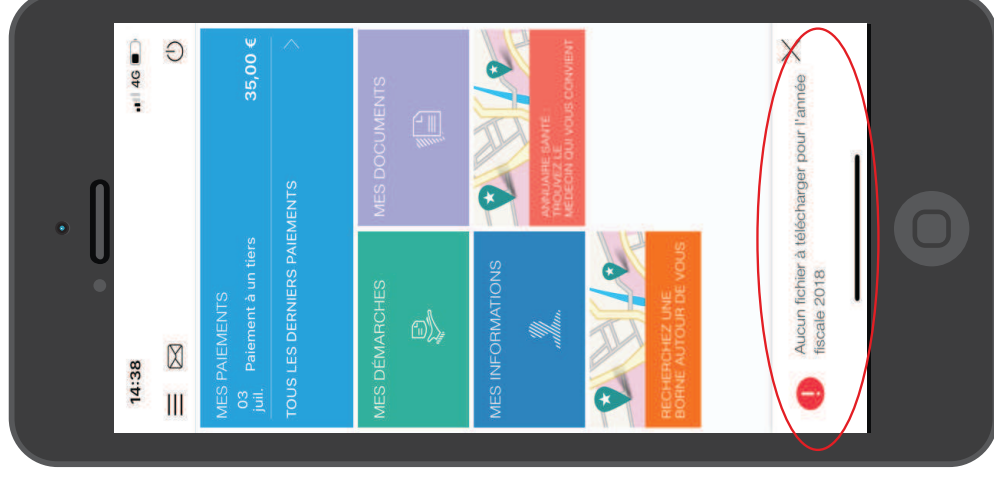 14:38 4G
MES PAIEMENTS
03 juil. Paiement à un tiers 35,00 €
TOUS LES DERNIERS PAIEMENTS
MES DÉMARCHES
MES DOCUMENTS
MES INFORMATIONS
ANNUAIRE SANTÉ :
TROUVEZ LE
MÉDECIN QUI VOUS CONVIENT
RECHERCHEZ UNE
BORNE AUTOUR DE VOUS
Aucun fichier à télécharger pour l'année
fiscale 2018